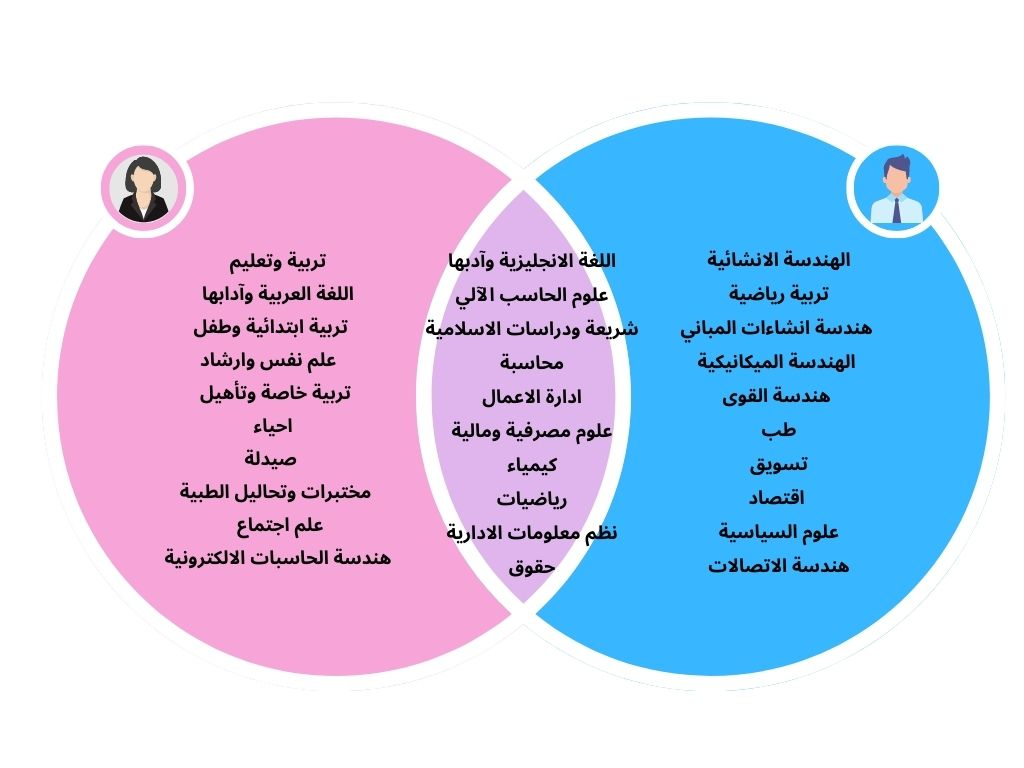 الهندسة الانشائية
تربية رياضية
هندسة انشاءات المباني
الهندسة الميكانيكية
هندسة القوى
طب
تسويق
اقتصاد
علوم السياسية
هندسة الاتصالات
اللغة الانجليزية وآدبها
علوم الحاسب الآلي
شريعة ودراسات الاسلامية
محاسبة
ادارة الاعمال
علوم مصرفية ومالية
كيمياء
رياضيات
نظم معلومات الادارية
حقوق
تربية وتعليم
اللغة العربية وآدابها
تربية ابتدائية وطفل
علم نفس وارشاد
تربية خاصة وتأهيل
احياء
صيدلة
مختبرات وتحاليل الطبية
علم اجتماع
هندسة الحاسبات الالكترونية